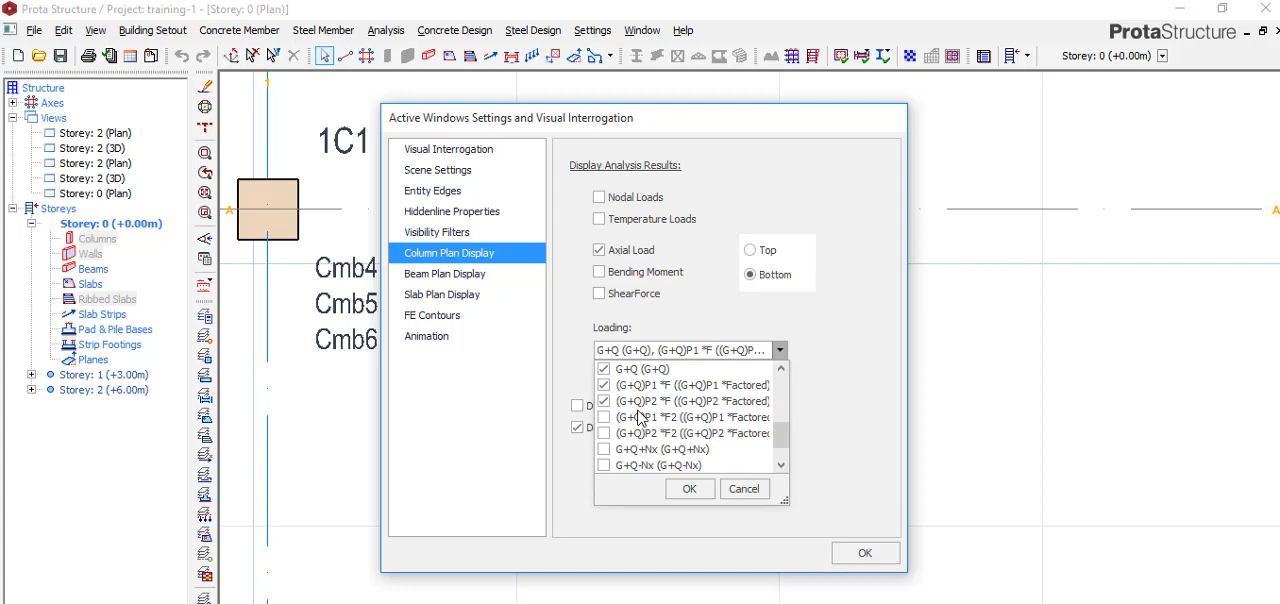 Prota Structure / Project: training-1 - [Storey: 0 (Plan)]
File Edit View Building Setout Concrete Member Steel Member Analysis Concrete Design Steel Design Settings Window Help
ProtaStructure
Storey: 0 (+0.00m)
Structure
Axes
Views
Storey: 2 (Plan)
Storey: 2 (3D)
Storey: 2 (Plan)
Storey: 2 (3D)
Storey: 0 (Plan)
Storeys
Storey: 0 (+0.00m)
Columns
Walls
Beams
Slabs
Ribbed Slabs
Slab Strips
Pad & Pile Bases
Strip Footings
Planes
Storey: 1 (+3.00m)
Storey: 2 (+6.00m)
1
1C1
A
Cmb4
Cmb5
Cmb6
A
Active Windows Settings and Visual Interrogation
Visual Interrogation
Scene Settings
Entity Edges
Hiddenline Properties
Visibility Filters
Column Plan Display
Beam Plan Display
Slab Plan Display
FE Contours
Animation
Display Analysis Results:
Nodal Loads
Temperature Loads
Axial Load
Bending Moment
ShearForce
Top
Bottom
Loading:
G+Q (G+Q), (G+Q)P1 *F ((G+Q)P...
G+Q (G+Q)
(G+Q)P1 *F ((G+Q)P1 *Factored)
(G+Q)P2 *F ((G+Q)P2 *Factored)
(G+Q)P1 *F2 ((G+Q)P1 *Factored
(G+Q)P2 *F2 ((G+Q)P2 *Factored
G+Q+Nx (G+Q+Nx)
G+Q-Nx (G+Q-Nx)
D
D
OK Cancel
OK